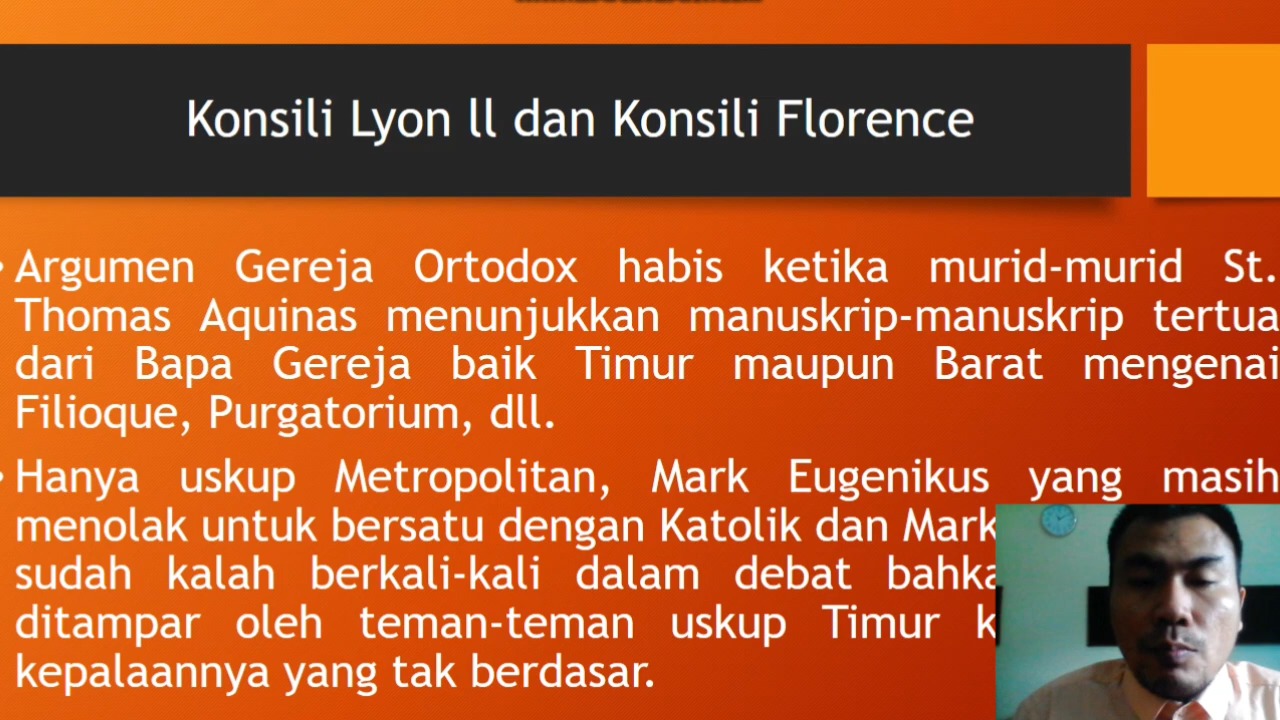 Konsili Lyon ll dan Konsili Florence
Argumen Gereja Ortodox habis ketika murid-murid St.
Thomas Aquinas menunjukkan manuskrip-manuskrip tertua
dari Bapa Gereja baik Timur maupun Barat mengenai
Filioque, Purgatorium, dll.
Hanya uskup Metropolitan, Mark Eugenikus yang masih
menolak untuk bersatu dengan Katolik dan Mark
sudah kalah berkali-kali dalam debat
ditampar oleh teman-teman uskup Timur
kepalaannya yang tak berdasar.